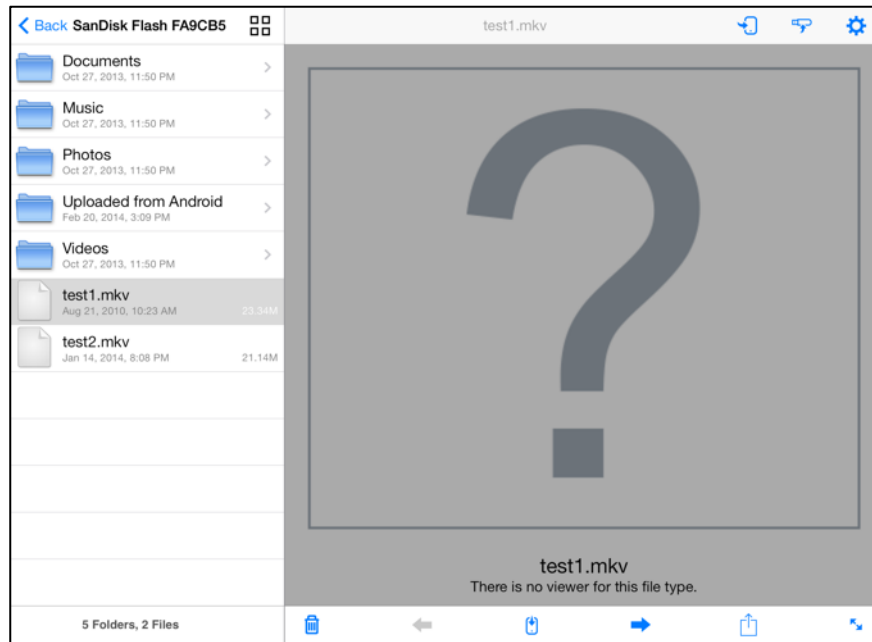 Back SanDisk Flash FA9CB5
Documents
Oct 27, 2013, 11:50 PM
Music
Oct 27, 2013, 11:50 PM
Photos
Oct 27, 2013, 11:50 PM
Uploaded from Android
Feb 20, 2014, 3:09 PM
Videos
Oct 27, 2013, 11:50 PM
test1.mkv
Aug 21, 2010, 10:23 AM 23.34M
test2.mkv
Jan 14, 2014, 8:08 PM 21.14M
5 Folders, 2 Files
test1.mkv
?
test1.mkv
There is no viewer for this file type.